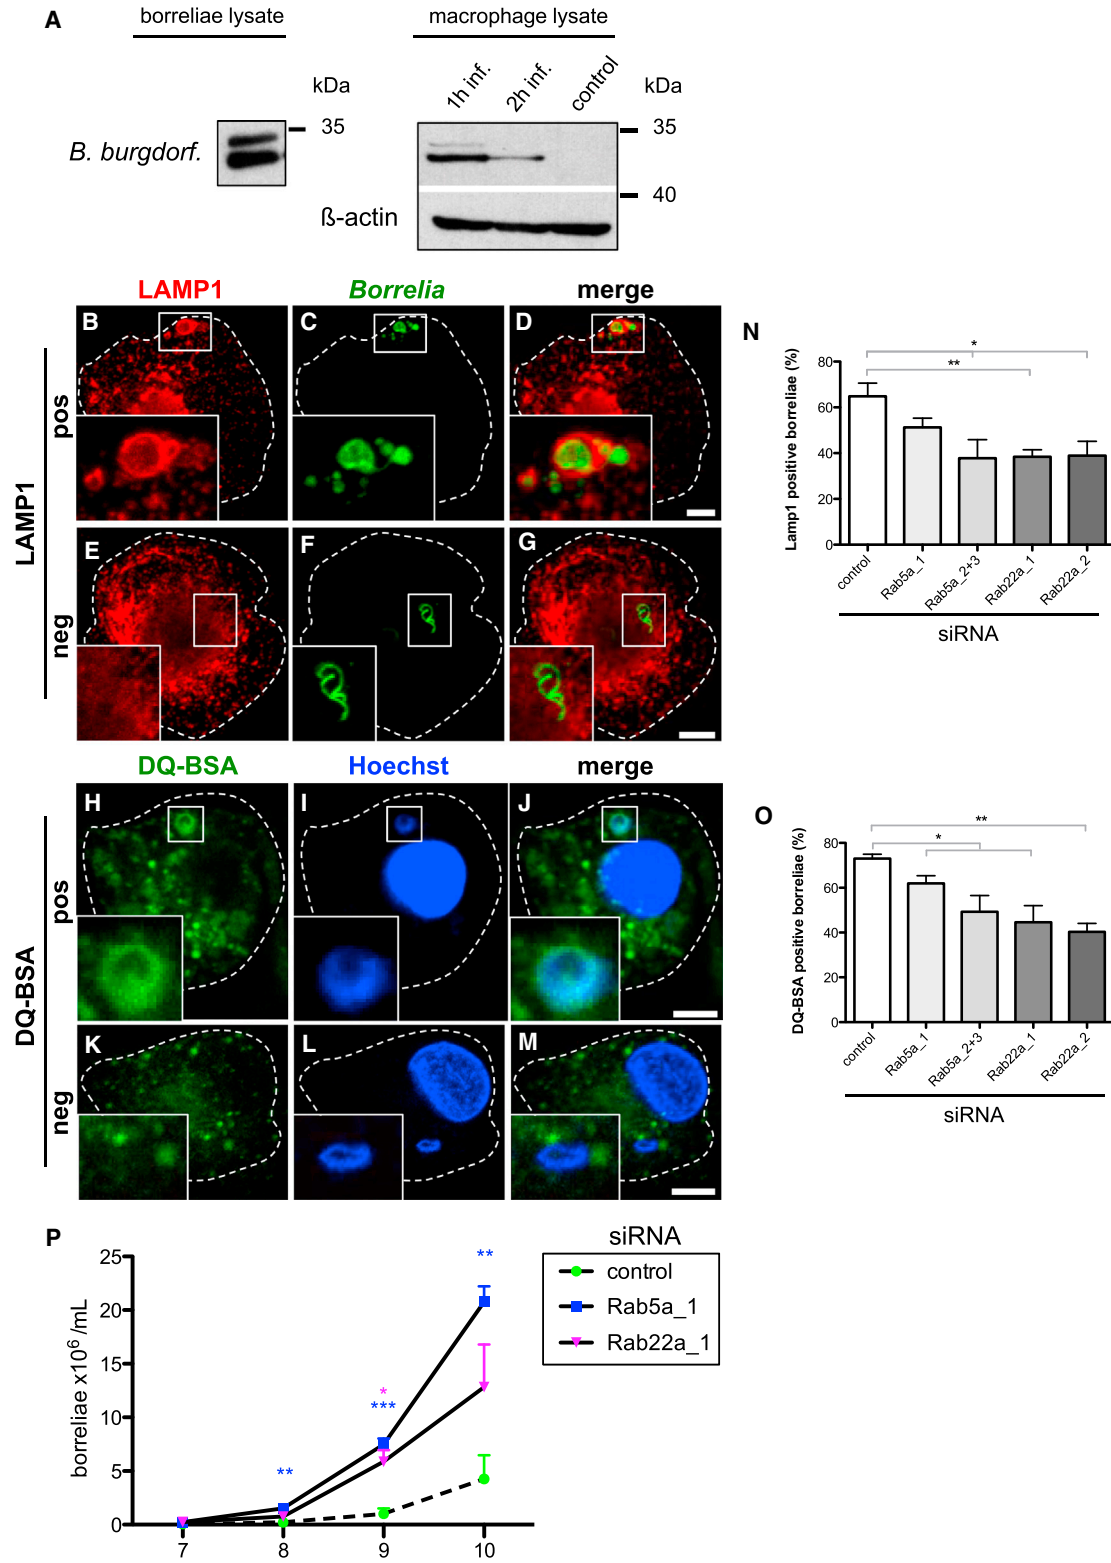 A
borreliae lysate
macrophage lysate
kDa
1h inf.
2h inf.
control
kDa
35
35
B. burgdorf.
40
ß-actin
LAMP1
Borrelia
merge
B
C
D
pos
LAMP1
E
F
G
neg
DQ-BSA
Hoechst
merge
H
I
J
pos
DQ-BSA
K
L
M
neg
N
Lamp1 positive borreliae (%)
80
60
40
20
0
*
**
control
Rab5a_1
Rab5a_2+3
Rab22a_1
Rab22a_2
siRNA
O
DQ-BSA positive borreliae (%)
80
60
40
20
0
**
*
control
Rab5a_1
Rab5a_2+3
Rab22a_1
Rab22a_2
siRNA
P
borreliae x10⁶ /mL
25
20
15
10
5
0
**
*
***
**
7
8
9
10
siRNA
control
Rab5a_1
Rab22a_1